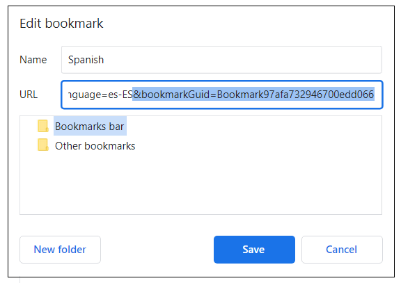 Edit bookmark
Name Spanish
URL nguage=es-ES&bookmarkGuid=Bookmark97afa732946700edd066
Bookmarks bar
Other bookmarks
New folder Save Cancel